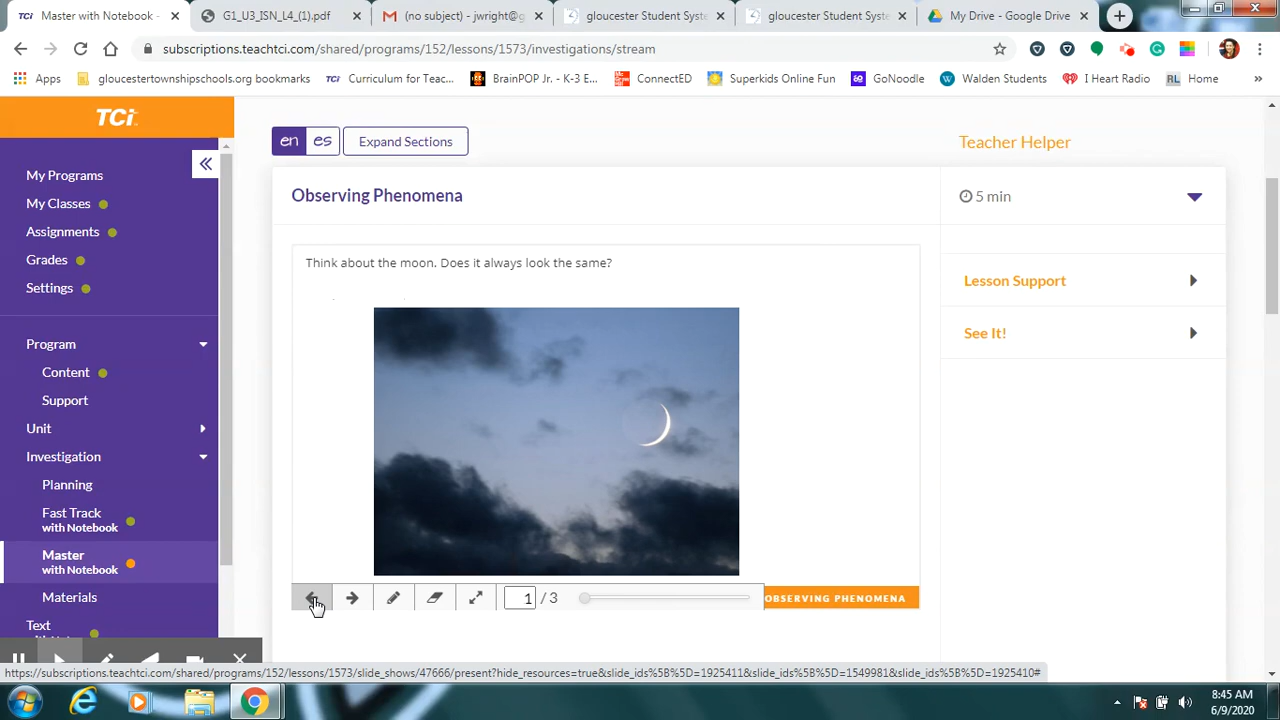 Master with Notebook
G1_U3_ISN_L4_(1).pdf
(no subject) - jwright@
gloucester Student Syst
gloucester Student Syst
My Drive - Google Drive
subscriptions.teachtci.com/shared/programs/152/lessons/1573/investigations/stream
Apps
gloucestertownshipschools.org bookmarks
TCi Curriculum for Teac...
BrainPOP Jr. - K-3 E...
ConnectED
Superkids Online Fun
GoNoodle
Walden Students
I Heart Radio
RL Home
TCi
en es Expand Sections
Teacher Helper
My Programs
My Classes
Assignments
Grades
Settings
Program
Content
Support
Unit
Investigation
Planning
Fast Track
with Notebook
Master
with Notebook
Materials
Text
Observing Phenomena
5 min
Think about the moon. Does it always look the same?
Lesson Support
See It!
1 / 3
OBSERVING PHENOMENA
https://subscriptions.teachtci.com/shared/programs/152/lessons/1573/slide_shows/47666/present?hide_resources=true&slide_ids%5B%5D=1925411&slide_ids%5B%5D=1549981&slide_ids%5B%5D=1925410#
8:45 AM
6/9/2020